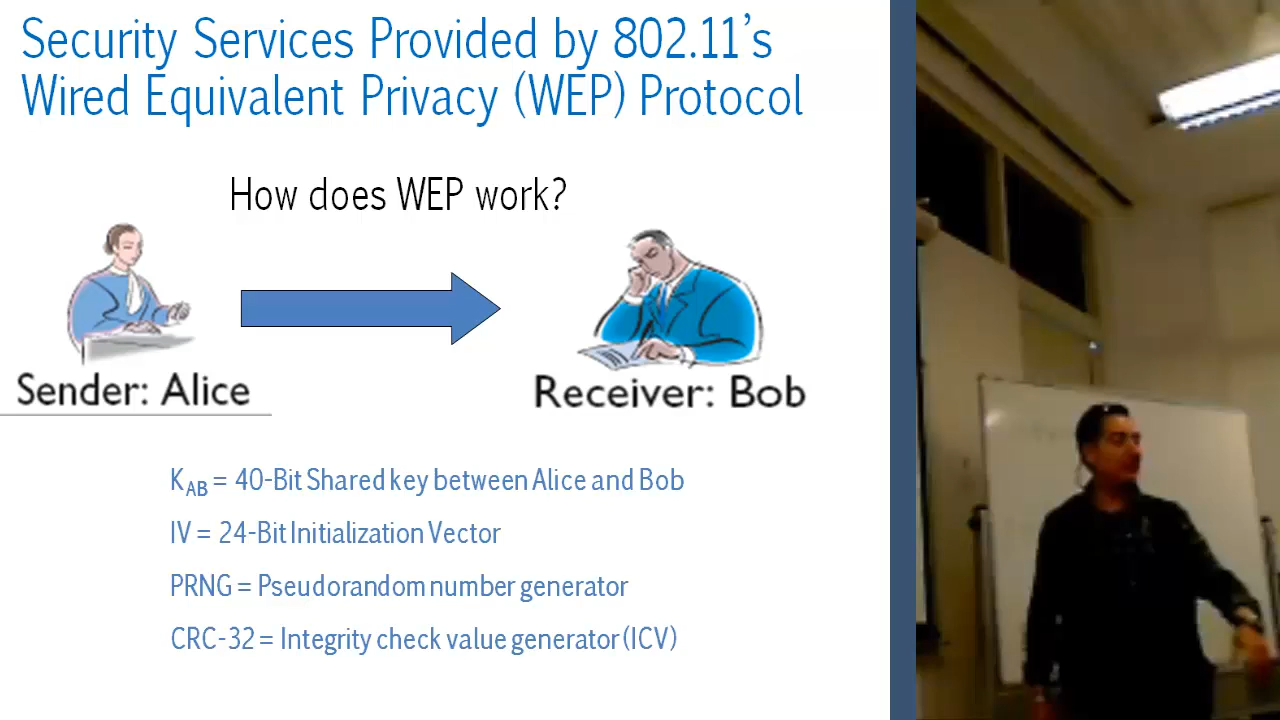 Security Services Provided by 802.11’s
Wired Equivalent Privacy (WEP) Protocol
How does WEP work?
Sender: Alice
Receiver: Bob
KAB = 40-Bit Shared key between Alice and Bob
IV = 24-Bit Initialization Vector
PRNG = Pseudorandom number generator
CRC-32 = Integrity check value generator (ICV)